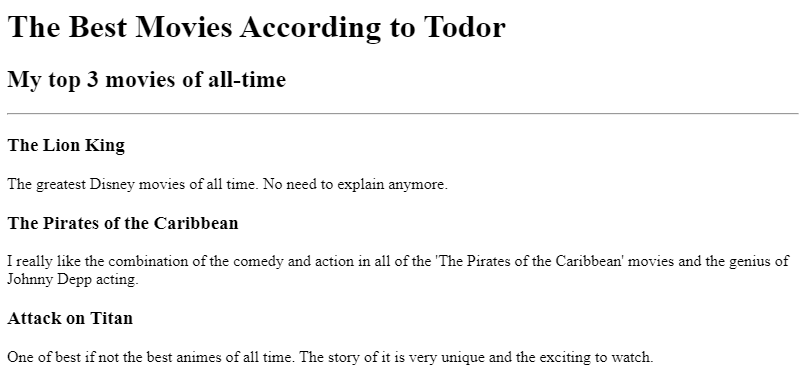 The Best Movies According to Todor
My top 3 movies of all-time
The Lion King
The greatest Disney movies of all time. No need to explain anymore.
The Pirates of the Caribbean
I really like the combination of the comedy and action in all of the 'The Pirates of the Caribbean' movies and the genius of
Johnny Depp acting.
Attack on Titan
One of best if not the best animes of all time. The story of it is very unique and the exciting to watch.